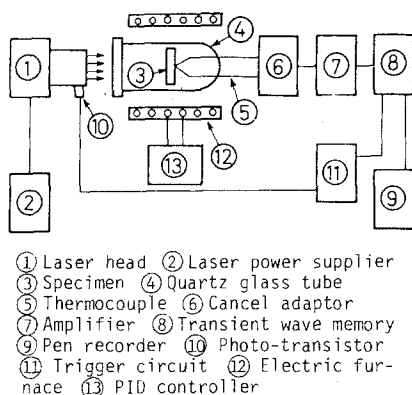 ① ② ③ ④ ⑤ ⑥ ⑦ ⑧ ⑨ ⑩ ⑪ ⑫ ⑬
① Laser head ② Laser power supplier
③ Specimen ④ Quartz glass tube
⑤ Thermocouple ⑥ Cancel adaptor
⑦ Amplifier ⑧ Transient wave memory
⑨ Pen recorder ⑩ Photo-transistor
⑪ Trigger circuit ⑫ Electric fur-
nace ⑬ PID controller